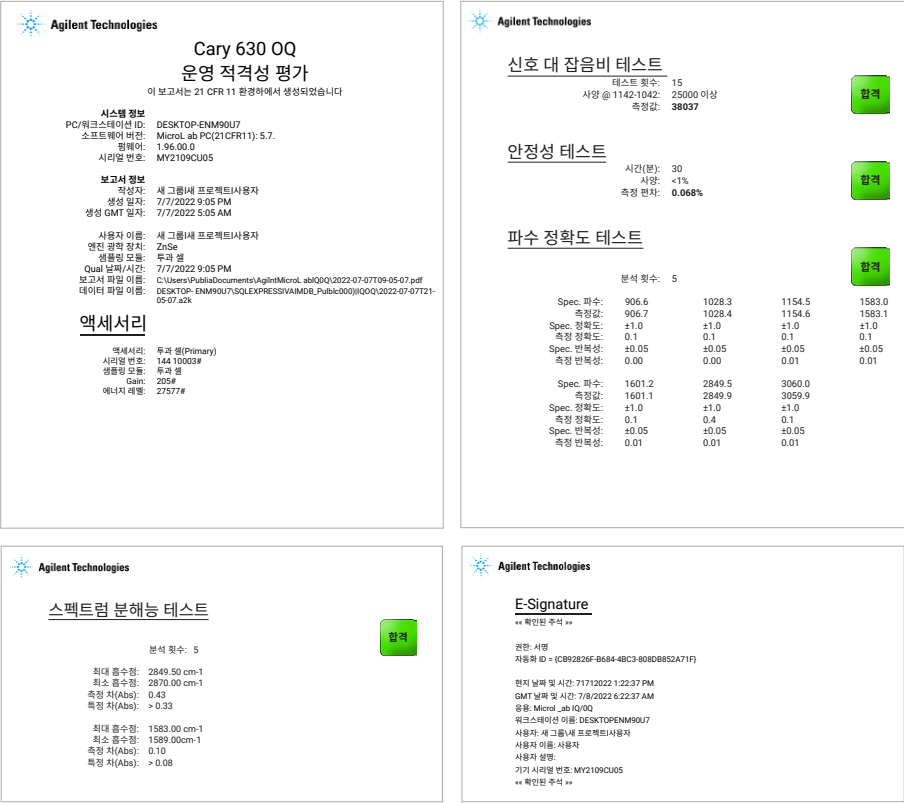 Agilent Technologies
Cary 630 OQ
운영 적격성 평가
이 보고서는 21 CFR 11 환경하에서 생성되었습니다
시스템 정보
PC/워크스테이션 ID: DESKTOP-ENM90U7
소프트웨어 버전: MicroL ab PC(21CFR11): 5.7.
펌웨어: 1.96.00.0
시리얼 번호: MY2109CU05
보고서 정보
작성자: 새 그룹I새 프로젝트I사용자
생성 일자: 7/7/2022 9:05 PM
생성 GMT 일자: 7/7/2022 5:05 AM
사용자 이름: 새 그룹I새 프로젝트I사용자
엔진 광학 장치: ZnSe
샘플링 모듈: 투과 셀
Qual 날짜/시간: 7/7/2022 9:05 PM
보고서 파일 이름: C:\Users\PubliaDocuments\AgilntMicroL ablQ0Q\2022-07-07T09-05-07.pdf
데이터 파일 이름: DESKTOP- ENM90U7\SQLEXPRESSIVAIMDB_Pulblc000)IIQOQ\2022-07-07T21-
05-07.a2k
액세서리
액세서리: 투과 셀(Primary)
시리얼 번호: 144 10003#
샘플링 모듈: 투과 셀
Gain: 205#
에너지 레벨: 27577#
Agilent Technologies
신호 대 잡음비 테스트
테스트 횟수: 15
사양 @ 1142-1042: 25000 이상
측정값: 38037
합격
안정성 테스트
시간(분): 30
사양: <1%
측정 편차: 0.068%
합격
파수 정확도 테스트
합격
분석 횟수: 5
Spec. 파수: 906.6 1028.3 1154.5 1583.0
측정값: 906.7 1028.4 1154.6 1583.1
Spec. 정확도: ±1.0 ±1.0 ±1.0 ±1.0
측정 정확도: 0.1 0.1 0.1 0.1
Spec. 반복성: ±0.05 ±0.05 ±0.05 ±0.05
측정 반복성: 0.00 0.00 0.01 0.01
Spec. 파수: 1601.2 2849.5 3060.0
측정값: 1601.1 2849.9 3059.9
Spec. 정확도: ±1.0 ±1.0 ±1.0
측정 정확도: 0.1 0.4 0.1
Spec. 반복성: ±0.05 ±0.05 ±0.05
측정 반복성: 0.01 0.01 0.01
Agilent Technologies
스펙트럼 분해능 테스트
합격
분석 횟수: 5
최대 흡수점: 2849.50 cm-1
최소 흡수점: 2870.00 cm-1
측정 차(Abs): 0.43
특정 차(Abs): > 0.33
최대 흡수점: 1583.00 cm-1
최소 흡수점: 1589.00cm-1
측정 차(Abs): 0.10
특정 차(Abs): > 0.08
Agilent Technologies
E-Signature
«« 확인된 주석 »»
권한: 서명
자동화 ID = {CB92826F-B684-4BC3-808DB852A71F}
현지 날짜 및 시간: 71712022 1:22:37 PM
GMT 날짜 및 시간: 7/8/2022 6:22:37 AM
응용: Microl _ab IQ/0Q
워크스테이션 이름: DESKTOPENM90U7
사용자: 새 그룹\새 프로젝트I사용자
사용자 이름: 사용자
사용자 설명:
기기 시리얼 번호: MY2109CU05
«« 확인된 주석 »»